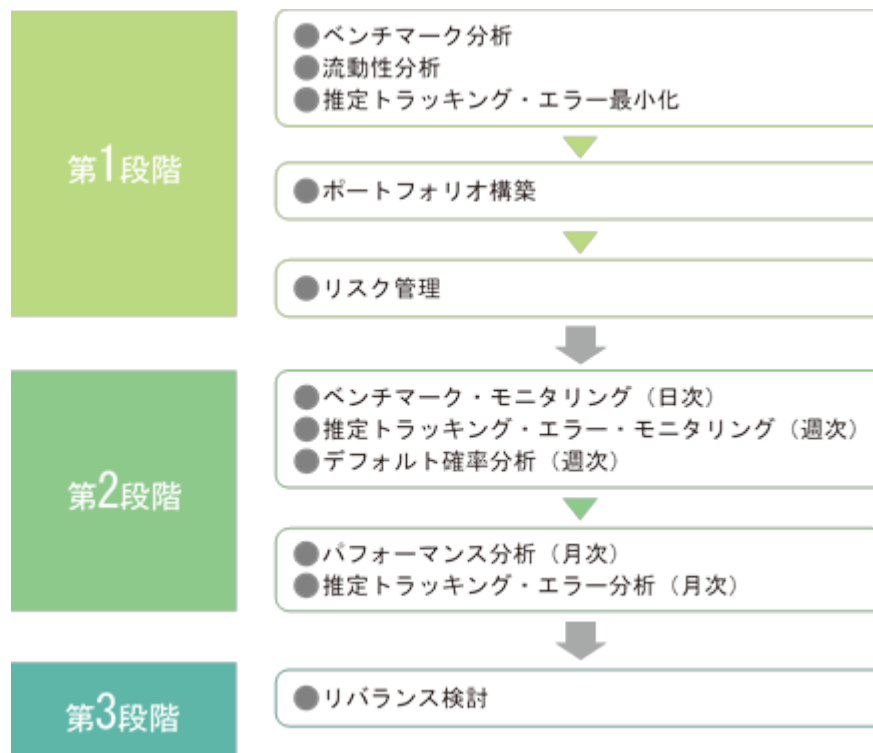 第1段階
●ベンチマーク分析
●流動性分析
●推定トラッキング・エラー最小化
●ポートフォリオ構築
●リスク管理
第2段階
●ベンチマーク・モニタリング（日次）
●推定トラッキング・エラー・モニタリング（週次）
●デフォルト確率分析（週次）
●パフォーマンス分析（月次）
●推定トラッキング・エラー分析（月次）
第3段階
●リバランス検討